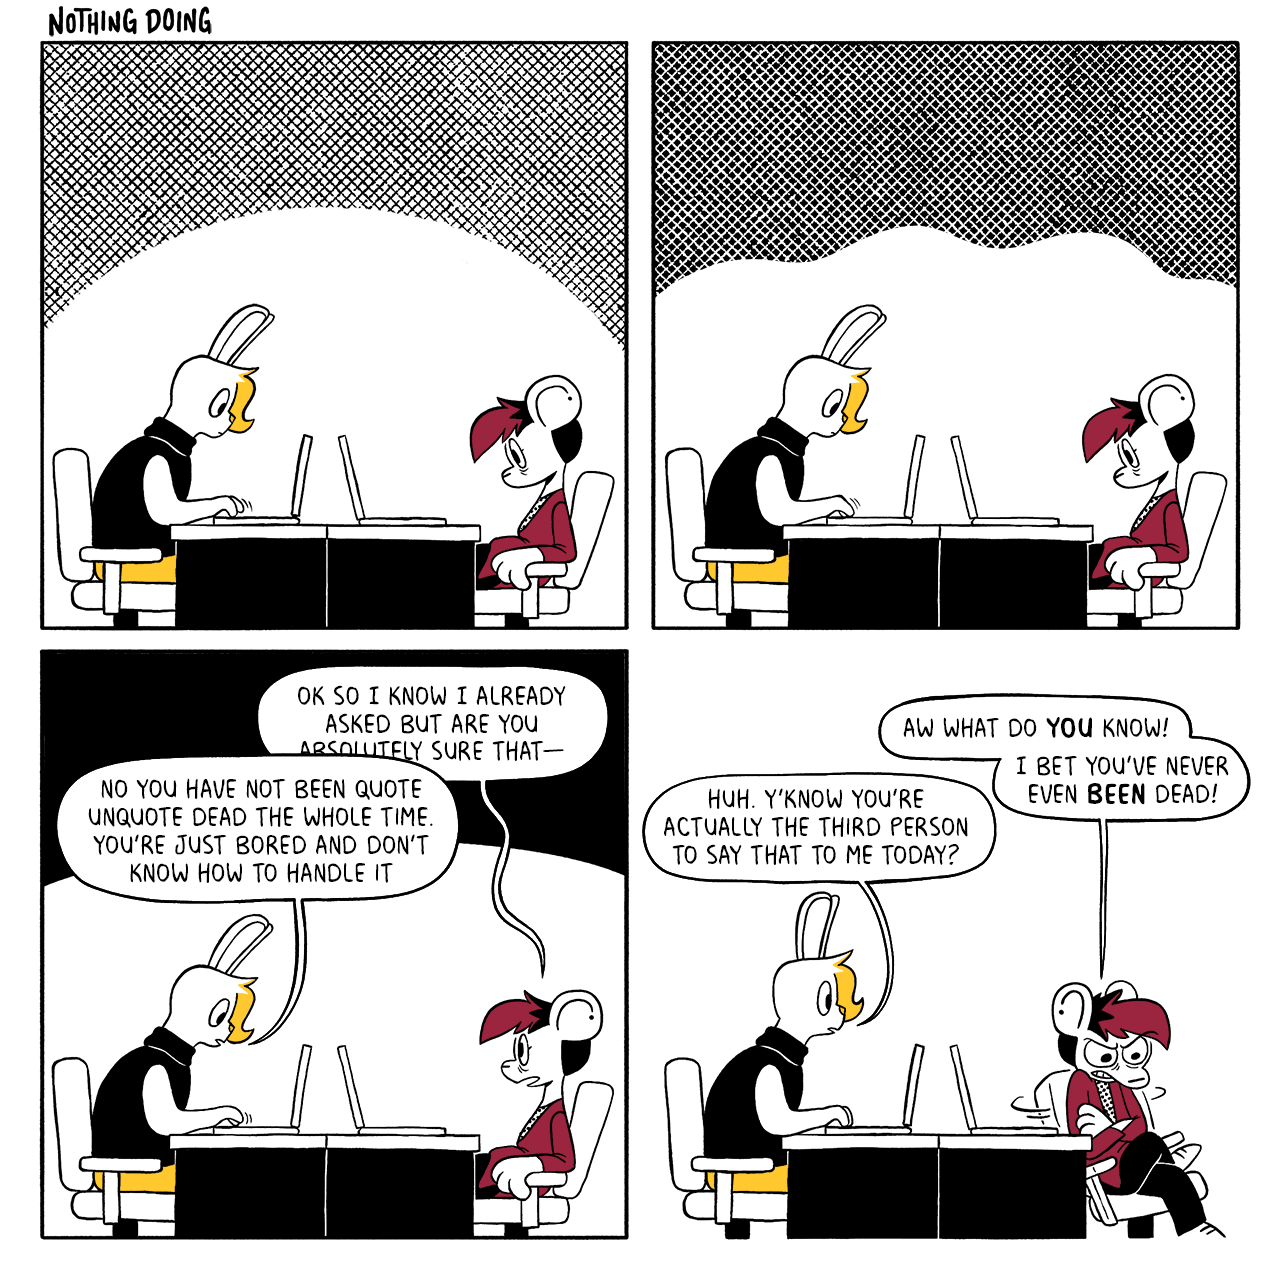 NOTHING DOING
OK SO I KNOW I ALREADY
ASKED BUT ARE YOU
ABSOLUTELY SURE THAT—
NO YOU HAVE NOT BEEN QUOTE
UNQUOTE DEAD THE WHOLE TIME.
YOU'RE JUST BORED AND DON'T
KNOW HOW TO HANDLE IT
AW WHAT DO YOU KNOW!
I BET YOU'VE NEVER
EVEN BEEN DEAD!
HUH. Y'KNOW YOU'RE
ACTUALLY THE THIRD PERSON
TO SAY THAT TO ME TODAY?